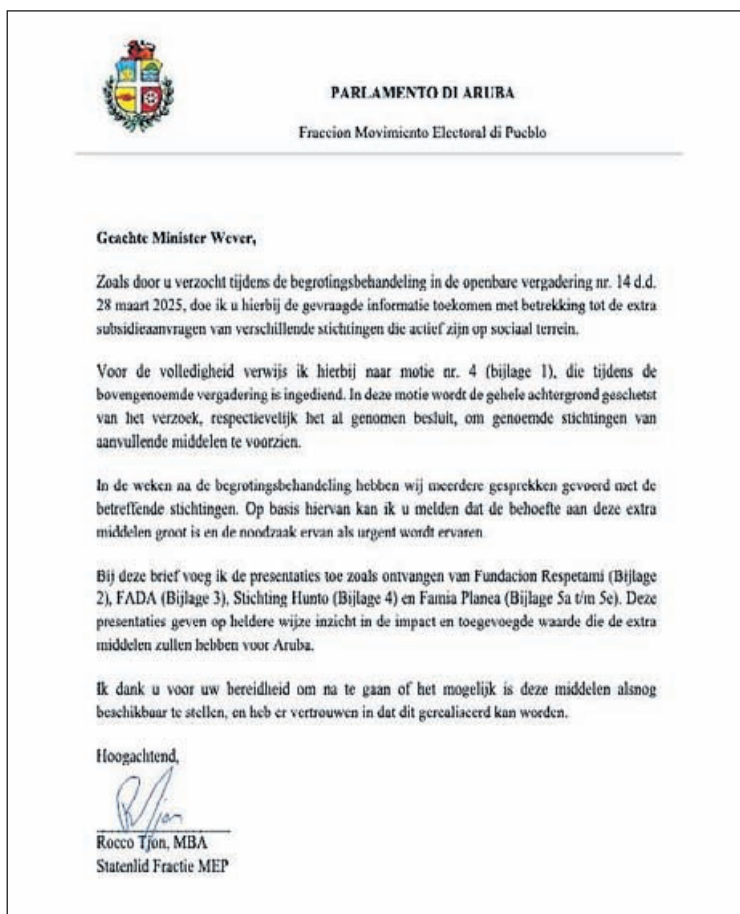 PARLAMENTO DI ARUBA
Fraccion Movimiento Electoral di Pueblo
Geachte Minister Wever,
Zoals door u verzocht tijdens de begrotingsbehandeling in de openbare vergadering nr. 14 d.d.
28 maart 2025, doe ik u hierbij de gevraagde informatie toekomen met betrekking tot de extra
subsidieaanvragen van verschillende stichtingen die actief zijn op sociaal terrein.
Voor de volledigheid verwijs ik hierbij naar motie nr. 4 (bijlage 1), die tijdens de
bovengenoemde vergadering is ingediend. In deze motie wordt de gehele achtergrond geschetst
van het verzoek, respectievelijk het al genomen besluit, om genoemde stichtingen van
aanvullende middelen te voorzien.
In de weken na de begrotingsbehandeling hebben wij meerdere gesprekken gevoerd met de
betreffende stichtingen. Op basis hiervan kan ik u melden dat de behoefte aan deze extra
middelen groot is en de noodzaak ervan als urgent wordt ervaren.
Bij deze brief voeg ik de presentaties toe zoals ontvangen van Fundacion Respetami (Bijlage
2), FADA (Bijlage 3), Stichting Hunto (Bijlage 4) en Famia Planea (Bijlage 5a t/m 5e). Deze
presentaties geven op heldere wijze inzicht in de impact en toegevoegde waarde die de extra
middelen zullen hebben voor Aruba.
Ik dank u voor uw bereidheid om na te gaan of het mogelijk is deze middelen alsnog
beschikbaar te stellen, en heb er vertrouwen in dat dit gerealiseerd kan worden.
Hoogachtend,
Rocco Tjon, MBA
Statenlid Fractie MEP